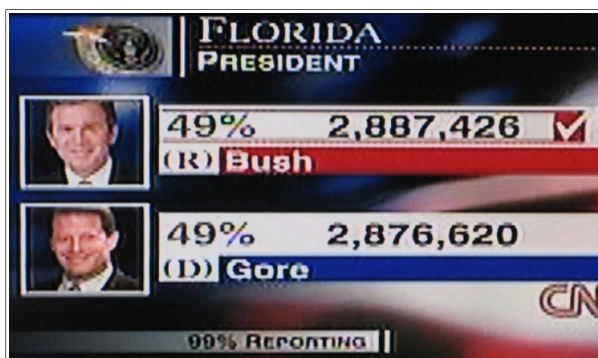 FLORIDA
PRESIDENT
49% 2,887,426
(R) Bush
49% 2,876,620
(D) Gore
CN
99% REPORTING